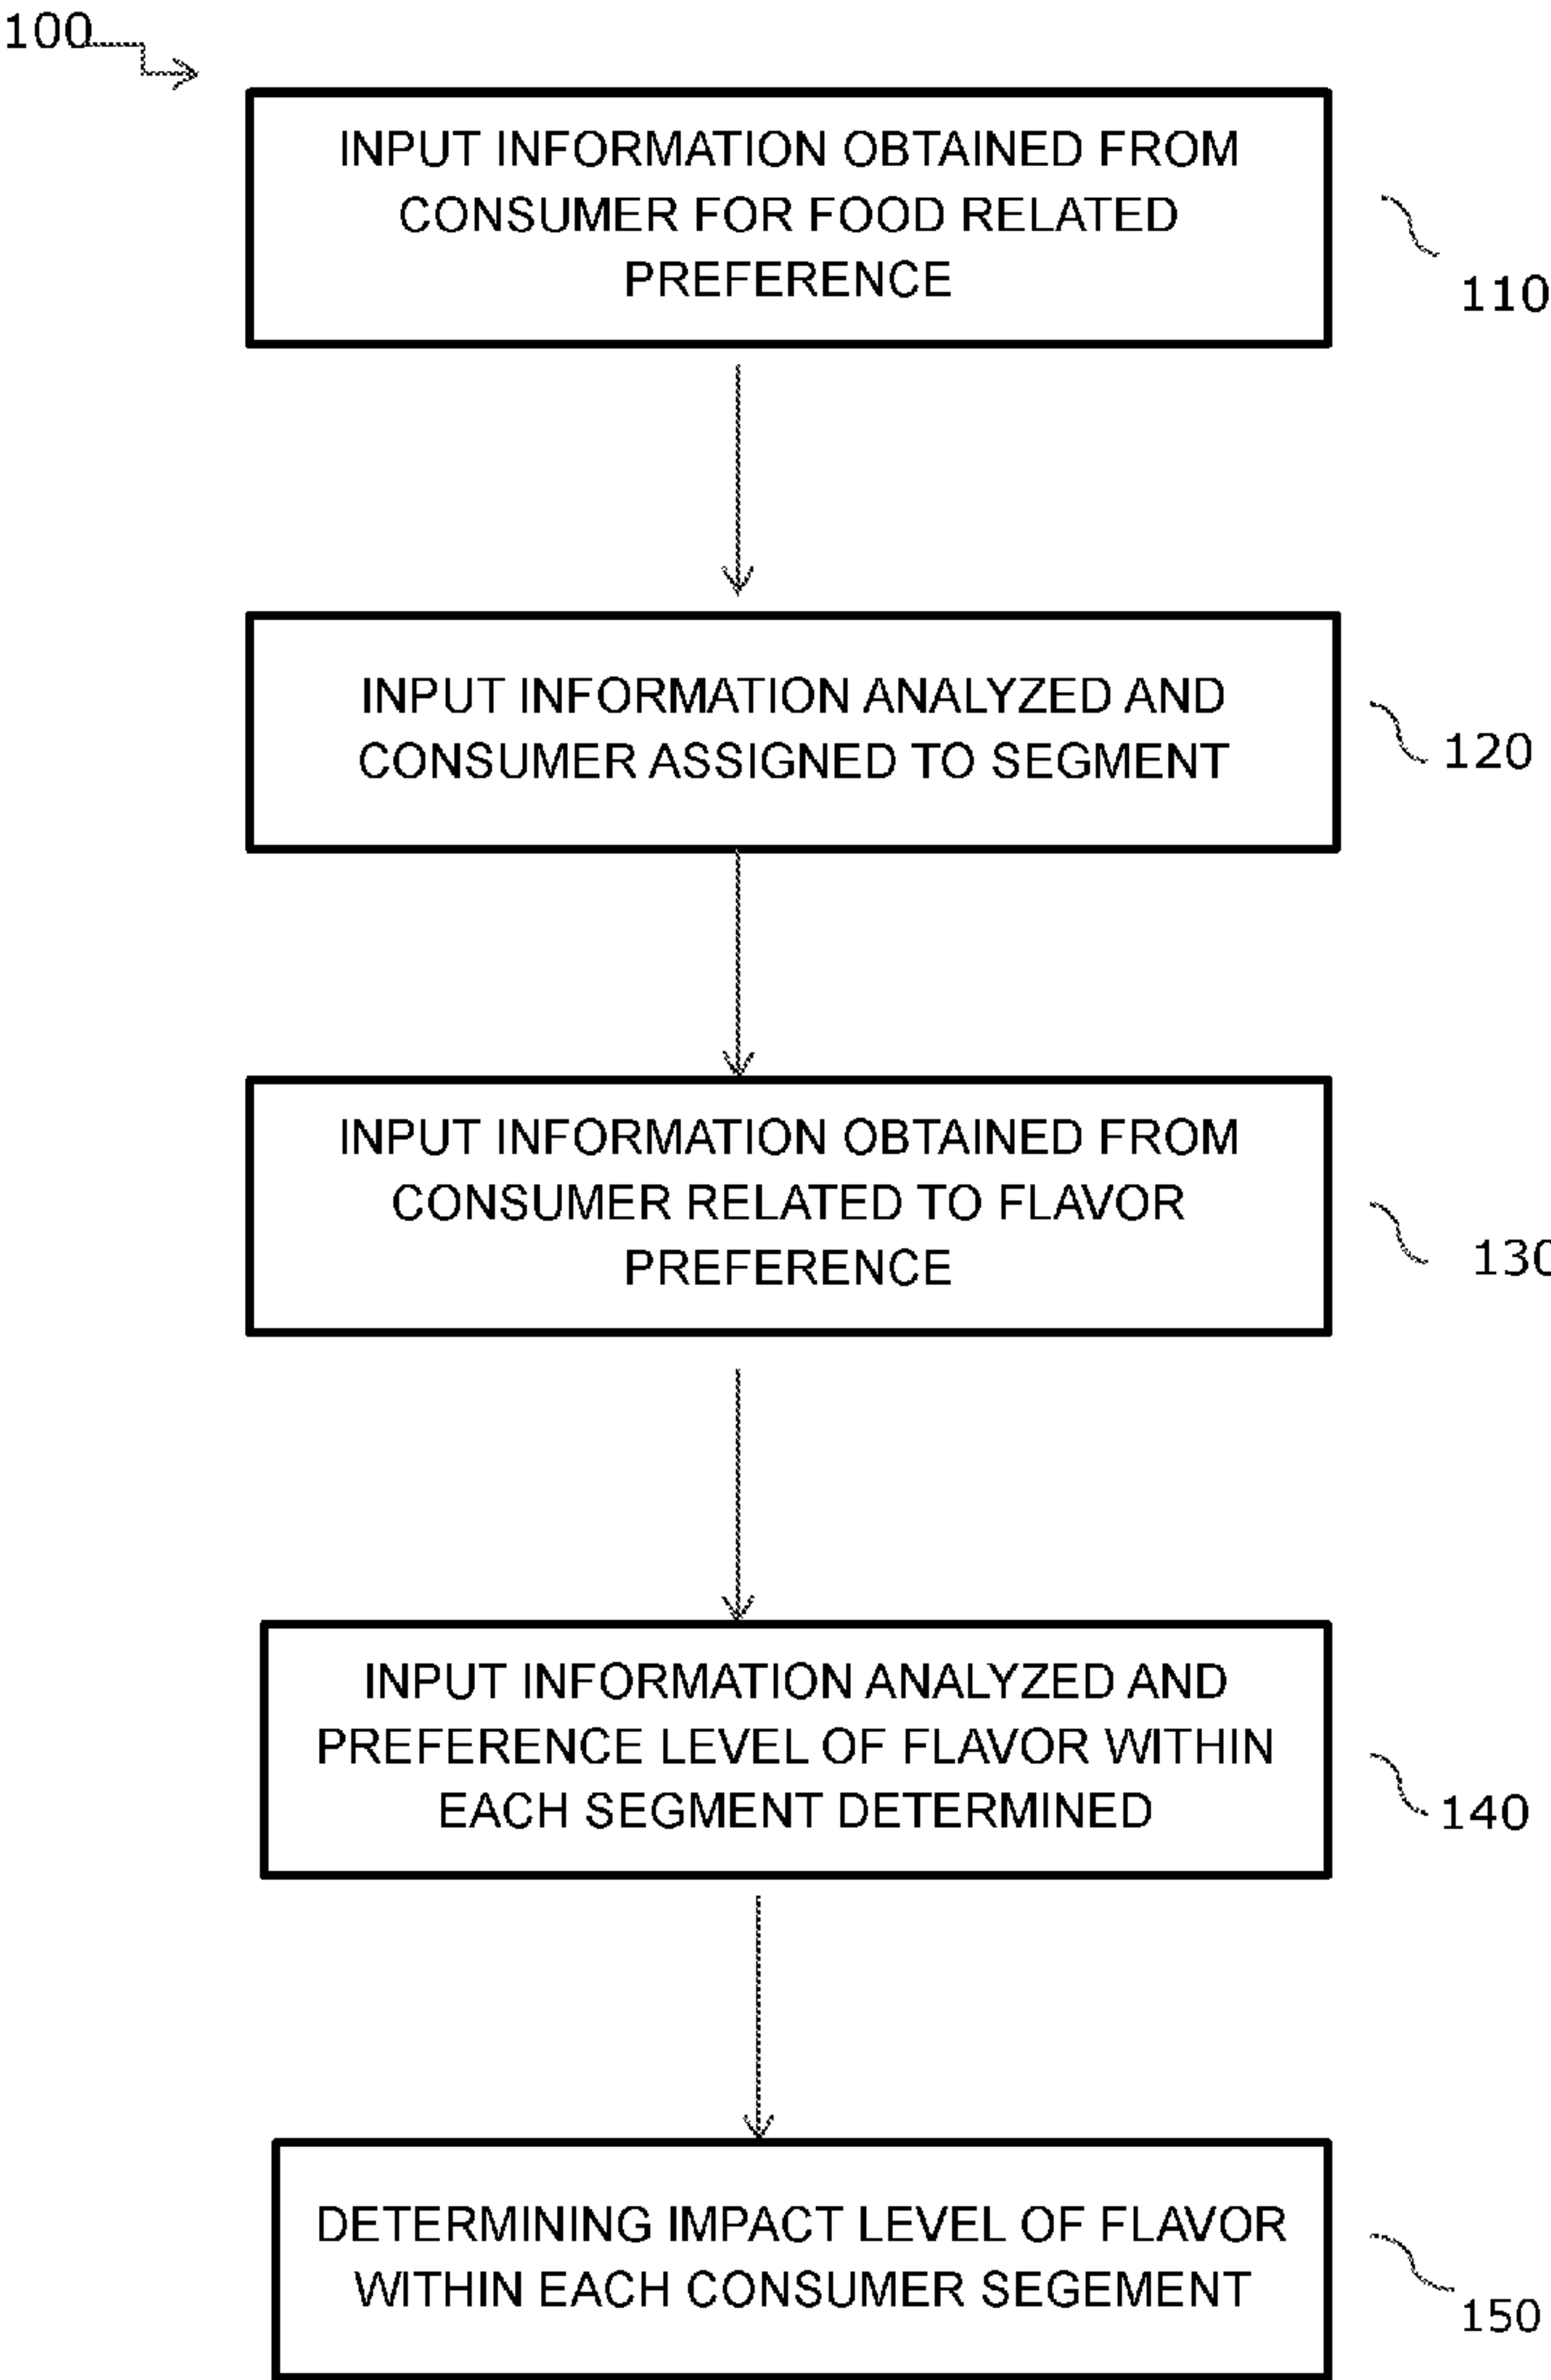 100
INPUT INFORMATION OBTAINED FROM
CONSUMER FOR FOOD RELATED
PREFERENCE
110
INPUT INFORMATION ANALYZED AND
CONSUMER ASSIGNED TO SEGMENT
120
INPUT INFORMATION OBTAINED FROM
CONSUMER RELATED TO FLAVOR
PREFERENCE
130
INPUT INFORMATION ANALYZED AND
PREFERENCE LEVEL OF FLAVOR WITHIN
EACH SEGMENT DETERMINED
140
DETERMINING IMPACT LEVEL OF FLAVOR
WITHIN EACH CONSUMER SEGEMENT
150